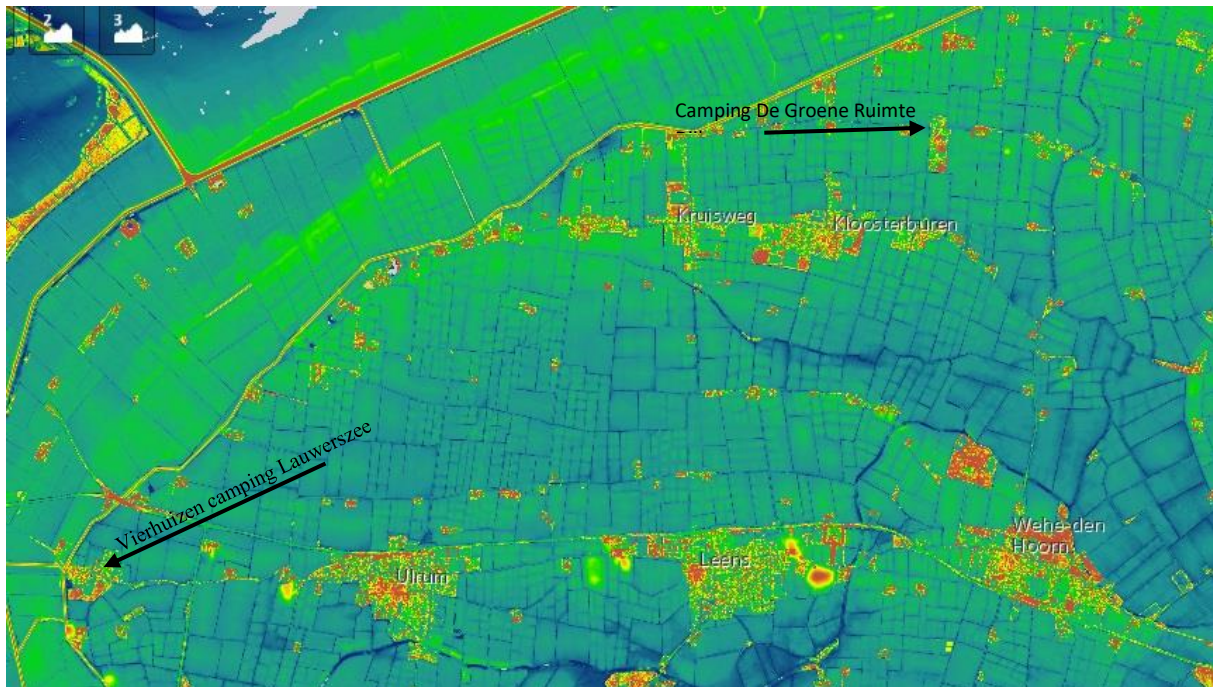 2
3
Camping De Groene Ruimte
Kruisweg
Kloosterburen
Vierhuizen camping Lauwerszee
Wehe-den
Hoorn
Leens
Ulrum